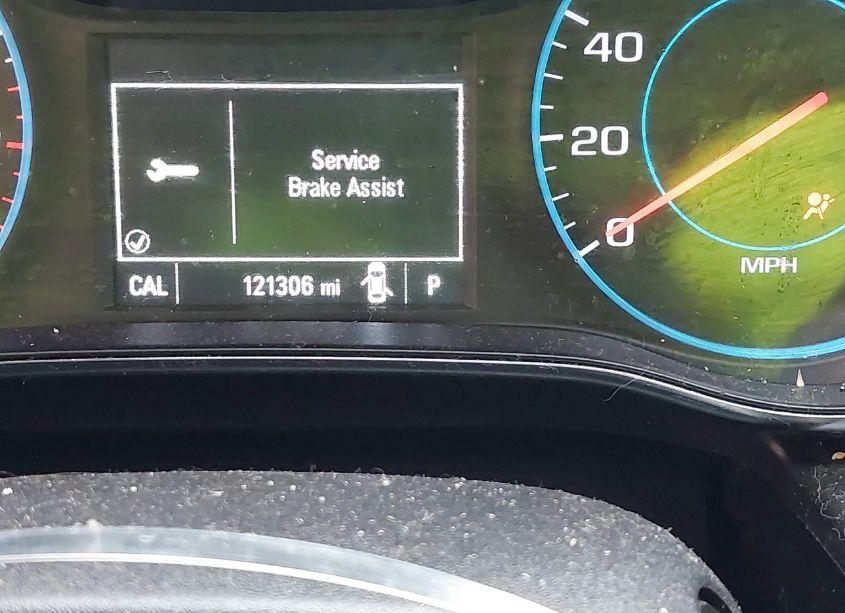 40
20
0
MPH
Service
Brake Assist
CAL
121306 mi
P